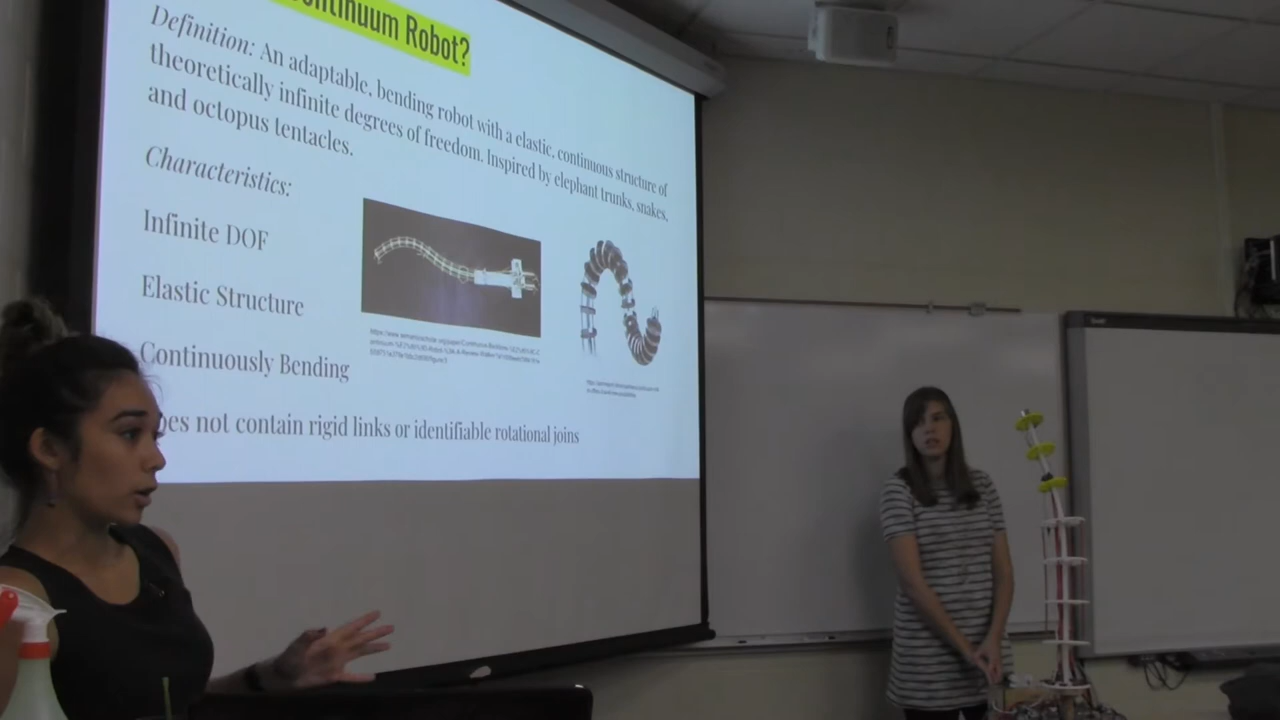 Continuum Robot?
Definition: An adaptable, bending robot with a elastic, continuous structure of
theoretically infinite degrees of freedom. Inspired by elephant trunks, snakes,
and octopus tentacles.
Characteristics:
Infinite DOF
Elastic Structure
Continuously Bending
oes not contain rigid links or identifiable rotational joins